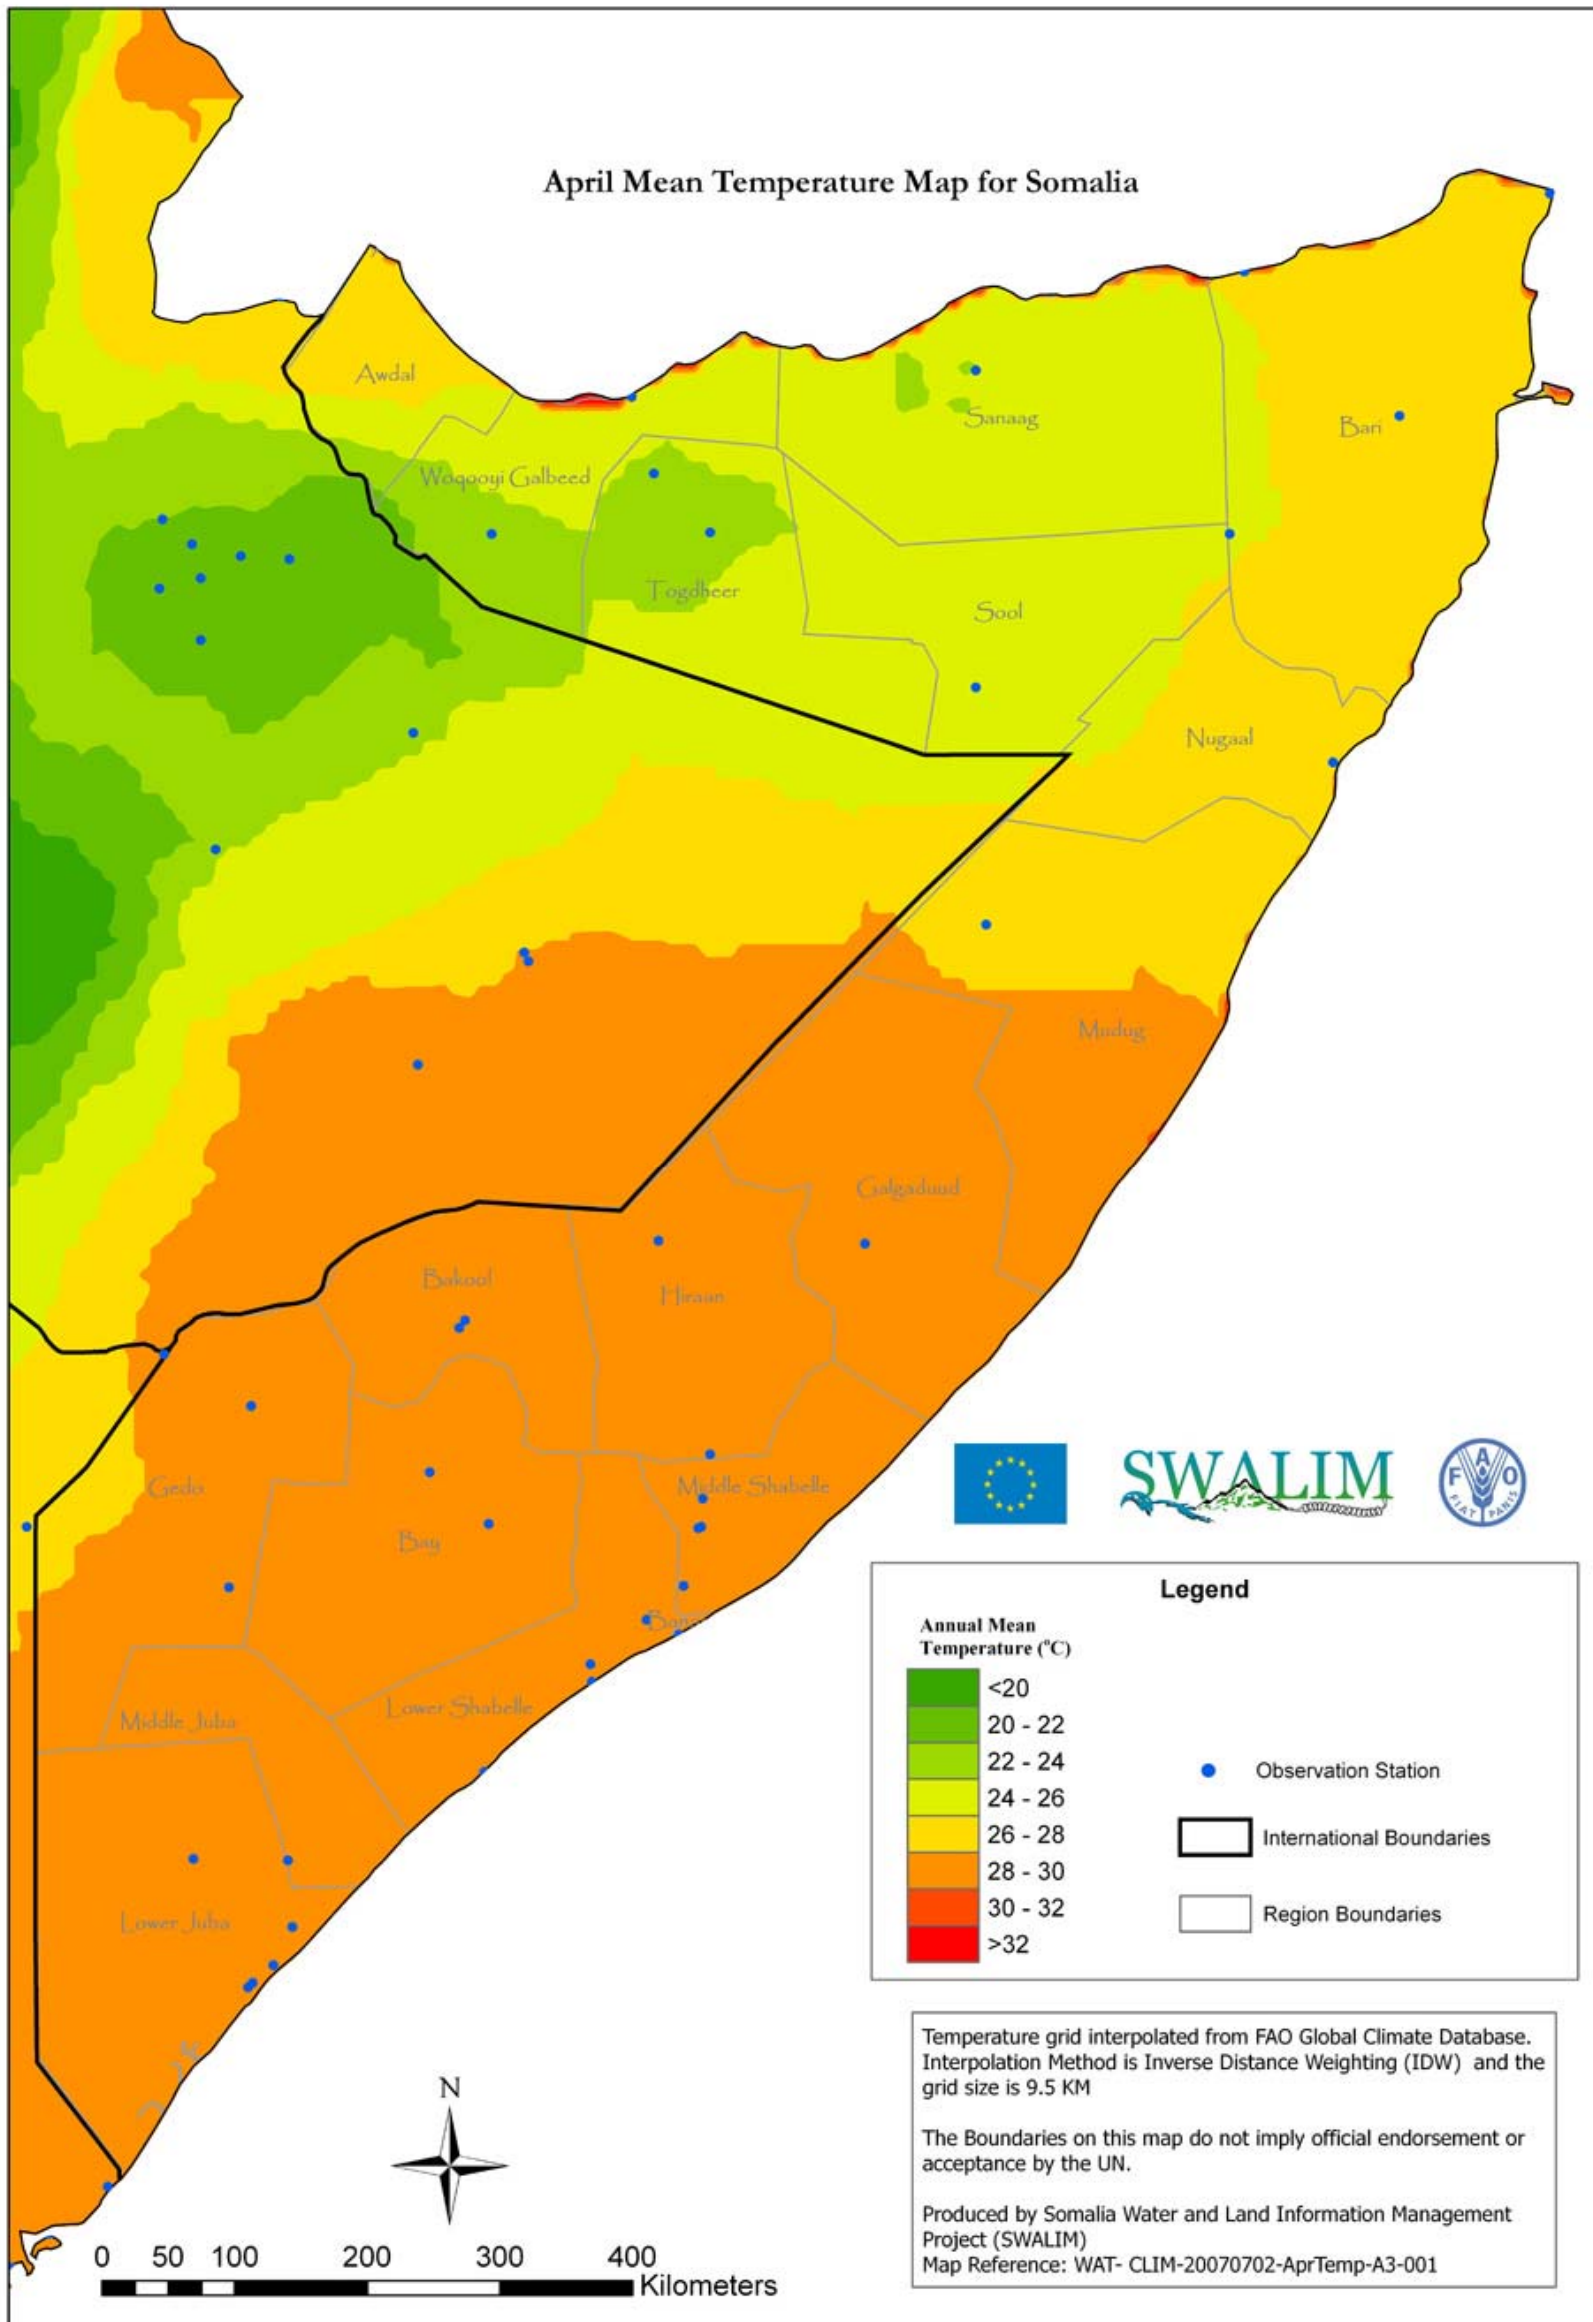 April Mean Temperature Map for Somalia
Awdal
Sanaag
Bari
Woqooyi Galbeed
Togdheer
Sool
Nugaal
Mudug
Galgaduud
Bakool
Hiraan
Gedo
Middle Shabelle
Bay
Lower Shabelle
Middle Juba
Lower Juba
SWALIM
F A O
FIAT PANIS
Legend
Annual Mean
Temperature (°C)
<20
20 - 22
22 - 24
24 - 26
26 - 28
28 - 30
30 - 32
>32
Observation Station
International Boundaries
Region Boundaries
Temperature grid interpolated from FAO Global Climate Database.
Interpolation Method is Inverse Distance Weighting (IDW) and the
grid size is 9.5 KM
The Boundaries on this map do not imply official endorsement or
acceptance by the UN.
Produced by Somalia Water and Land Information Management
Project (SWALIM)
Map Reference: WAT- CLIM-20070702-AprTemp-A3-001
N
0 50 100 200 300 400
Kilometers